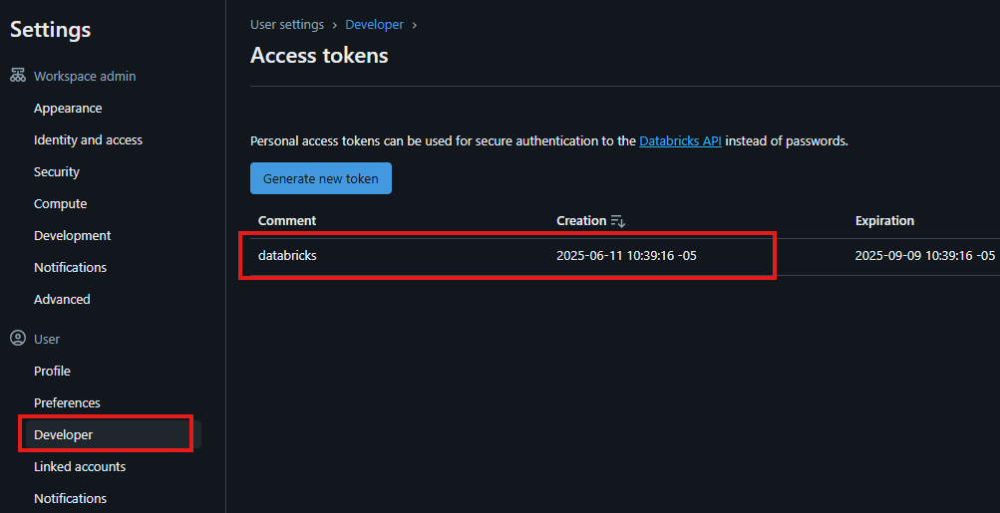 Settings
Workspace admin
Appearance
Identity and access
Security
Compute
Development
Notifications
Advanced
User
Profile
Preferences
Developer
Linked accounts
Notifications
User settings › Developer ›
Access tokens
Personal access tokens can be used for secure authentication to the Databricks API instead of passwords.
Generate new token
Comment Creation Expiration
databricks 2025-06-11 10:39:16 -05 2025-09-09 10:39:16 -05